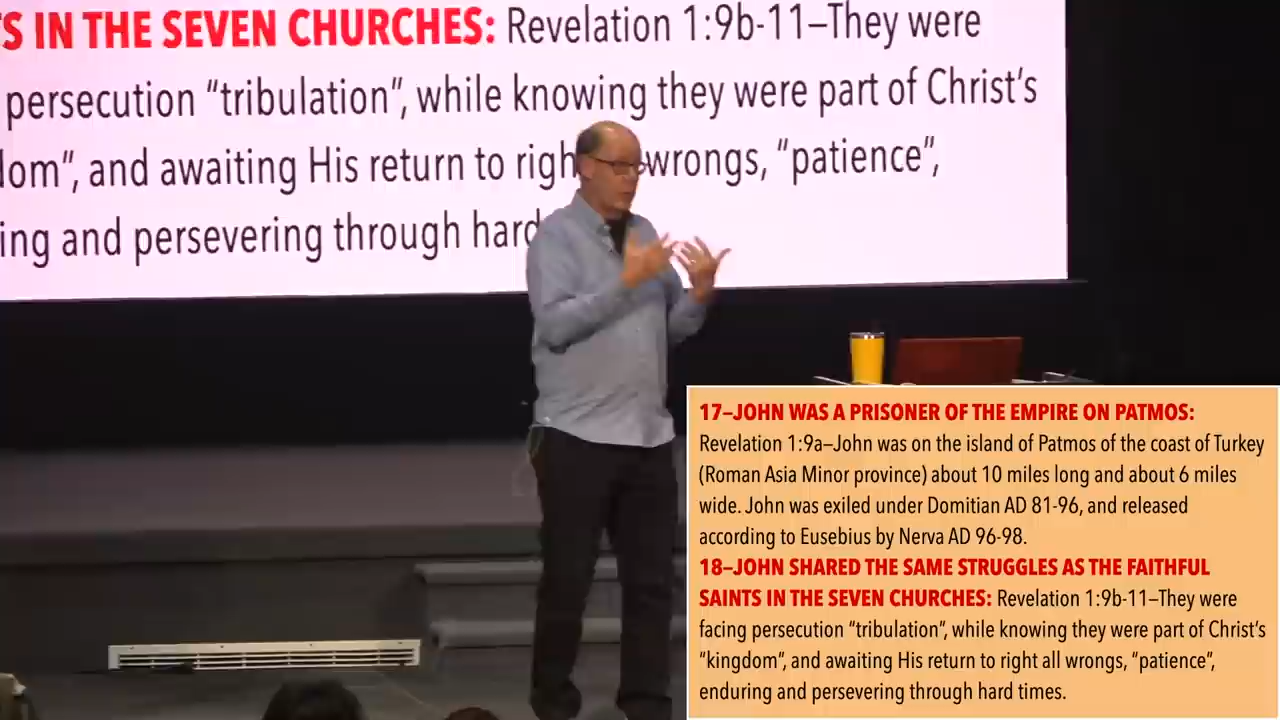 S IN THE SEVEN CHURCHES: Revelation 1:9b-11—They were
persecution “tribulation”, while knowing they were part of Christ’s
dom”, and awaiting His return to righ wrongs, “patience”,
ing and persevering through hard
17—JOHN WAS A PRISONER OF THE EMPIRE ON PATMOS:
Revelation 1:9a—John was on the island of Patmos of the coast of Turkey
(Roman Asia Minor province) about 10 miles long and about 6 miles
wide. John was exiled under Domitian AD 81-96, and released
according to Eusebius by Nerva AD 96-98.
18—JOHN SHARED THE SAME STRUGGLES AS THE FAITHFUL
SAINTS IN THE SEVEN CHURCHES: Revelation 1:9b-11—They were
facing persecution “tribulation”, while knowing they were part of Christ’s
“kingdom”, and awaiting His return to right all wrongs, “patience”,
enduring and persevering through hard times.